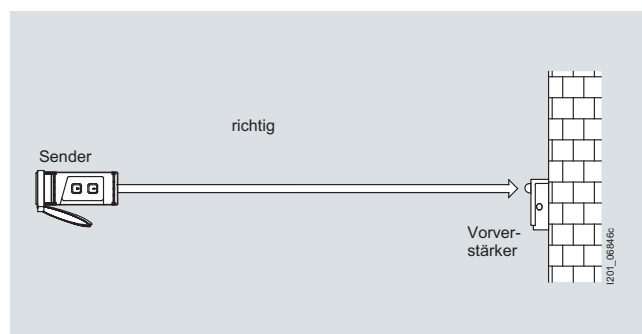 richtig
Sender
Vorver-
stärker
I201_06846c